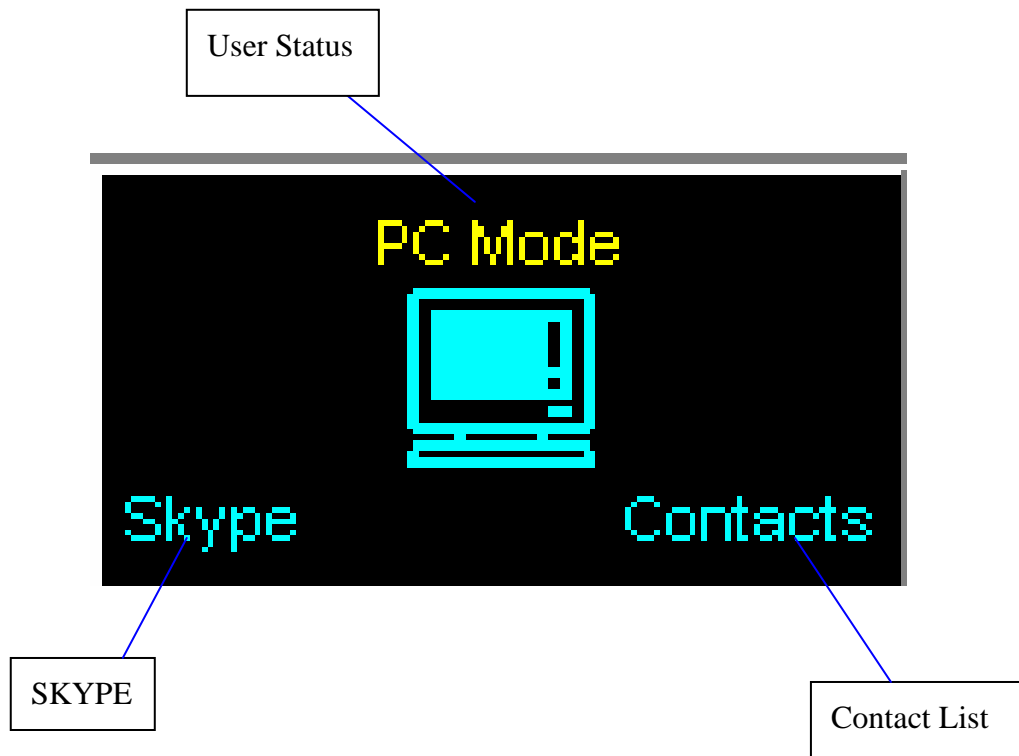 User Status
PC Mode
Skype
Contacts
SKYPE
Contact List